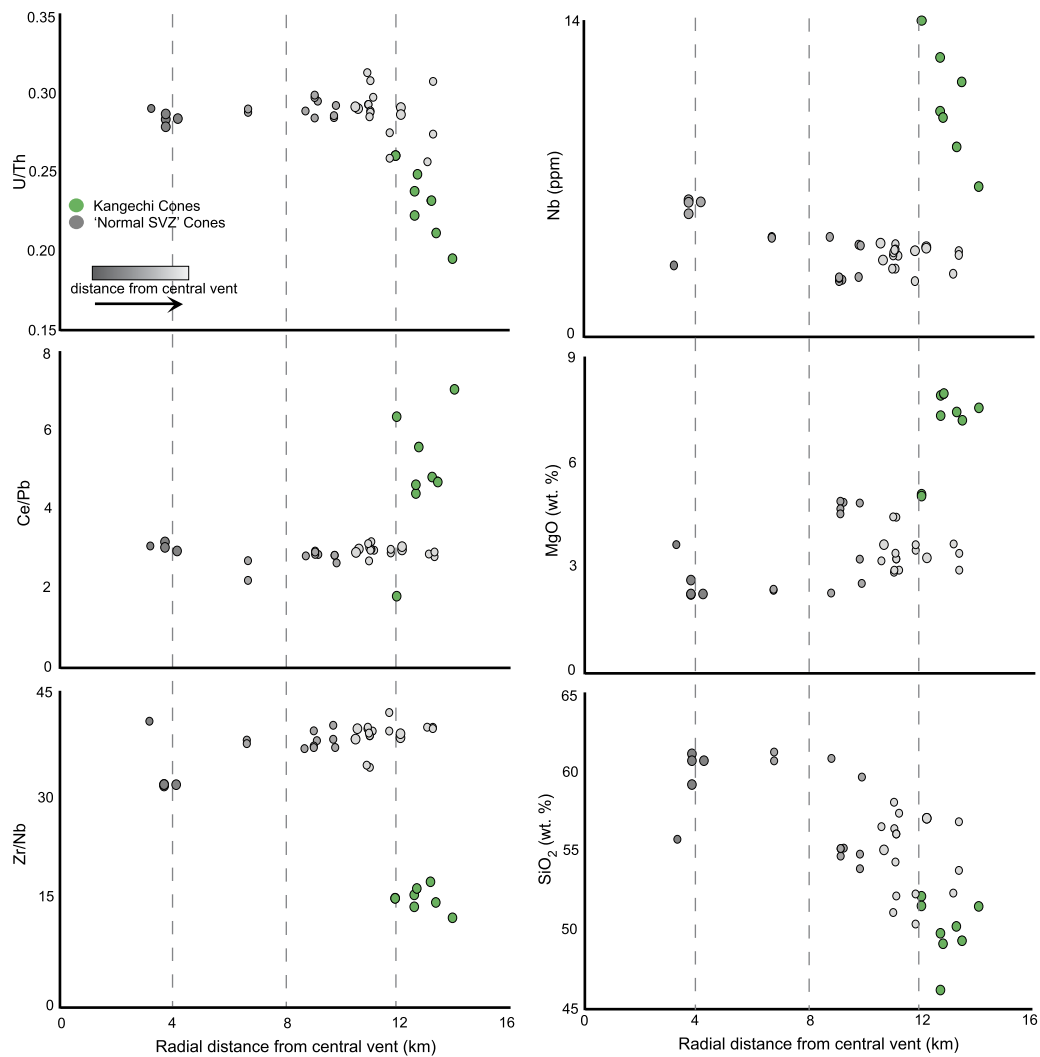 0.35
0.30
0.25
0.20
0.15
U/Th
Kangechi Cones
'Normal SVZ' Cones
distance from central vent
14
0
Nb (ppm)
8
6
4
2
0
Ce/Pb
9
6
3
0
MgO (wt. %)
45
30
15
0
Zr/Nb
0 4 8 12 16
Radial distance from central vent (km)
65
60
55
50
45
SiO2 (wt. %)
0 4 8 12 16
Radial distance from central vent (km)